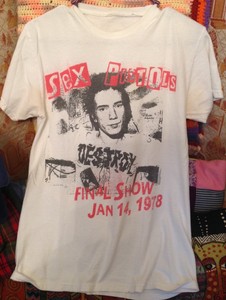 SEX PISTOLS
DESTROY
FINAL SHOW
JAN 14, 1978